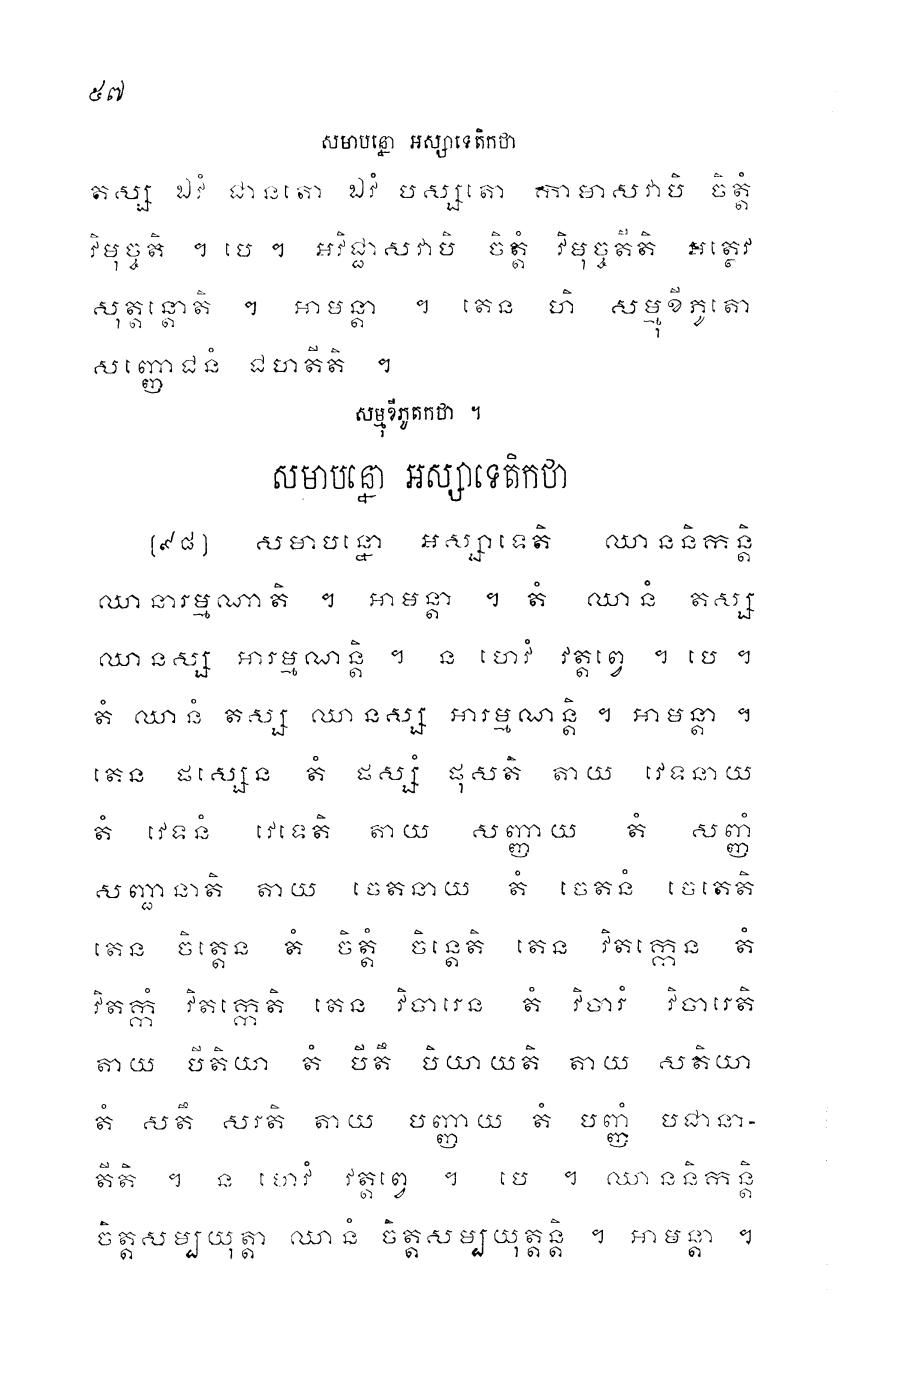 ៥៧
សមាបន្នោ អស្សាទេតិកថា
តស្ស ឯវំ ជានតោ ឯវំ បស្សតោ កាមាសវាបិ ចិត្តំ
វិមុច្ចតិ ។ បេ ។ អវិជ្ជាសវាបិ ចិត្តំ វិមុច្ចតីតិ អត្ថេវ
សុត្តន្តោតិ ។ អាមន្តា ។ តេន ហិ សម្មុខីភូតោ
សញ្ញោជនំ ជហតីតិ ។
សម្មុខីភូតកថា ។
សមាបន្នោ អស្សាទេតិកថា
[៩៨] សមាបន្នោ អស្សាទេតិ ឈាននិកន្តិ
ឈានារម្មណាតិ ។ អាមន្តា ។ តំ ឈានំ តស្ស
ឈានស្ស អារម្មណន្តិ ។ ន ហេវំ វត្តព្វេ ។ បេ ។
តំ ឈានំ តស្ស ឈានស្ស អារម្មណន្តិ ។ អាមន្តា ។
តេន ផស្សេន តំ ផស្សំ ផុសតិ តាយ វេទនាយ
តំ វេទនំ វេទេតិ តាយ សញ្ញាយ តំ សញ្ញំ
សញ្ជានាតិ តាយ ចេតនាយ តំ ចេតនំ ចេតេតិ
តេន ចិត្តេន តំ ចិត្តំ ចិន្តេតិ តេន វិតក្កេន តំ
វិតក្កំ វិតក្កេតិ តេន វិចារេន តំ វិចារំ វិចារេតិ
តាយ បីតិយា តំ បីតឹ បិយាយតិ តាយ សតិយា
តំ សតឹ សរតិ តាយ បញ្ញាយ តំ បញ្ញំ បជានា-
តីតិ ។ ន ហេវំ វត្តព្វេ ។ បេ ។ ឈាននិកន្តិ
ចិត្តសម្បយុត្តា ឈានំ ចិត្តសម្បយុត្តន្តិ ។ អាមន្តា ។